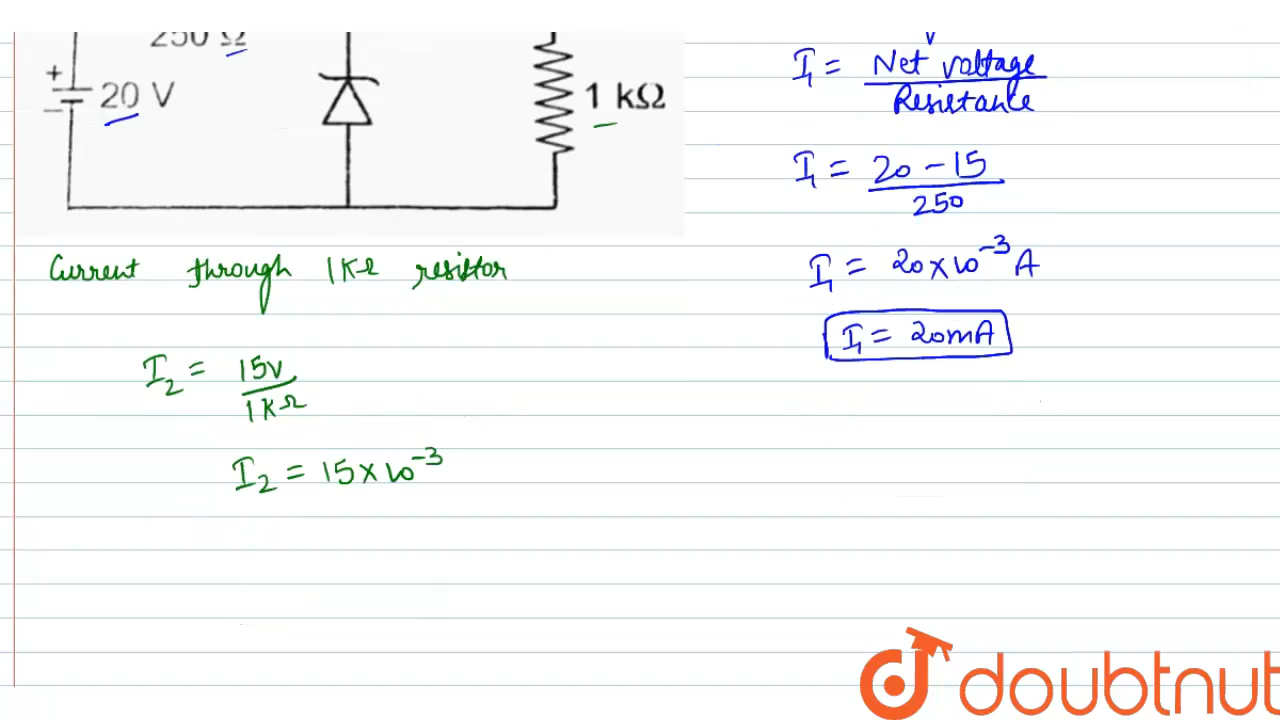 250 Ω
+
20 V
−
1 kΩ
Current through 1KΩ resistor
I₂ = 15V / 1KΩ
I₂ = 15 × 10⁻³
I₁ = Net voltage / Resistance
I₁ = 20 − 15 / 250
I₁ = 20 × 10⁻³ A
I₁ = 20mA
doubtnut